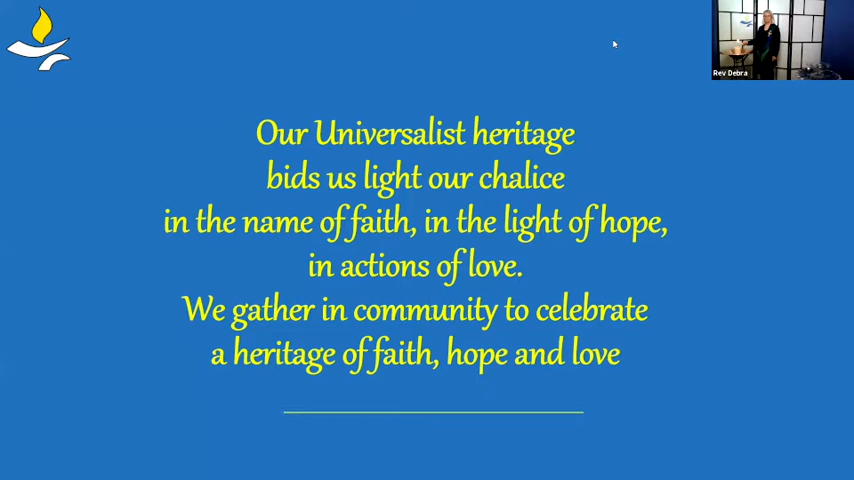 Rev Debra
Our Universalist heritage
bids us light our chalice
in the name of faith, in the light of hope,
in actions of love.
We gather in community to celebrate
a heritage of faith, hope and love